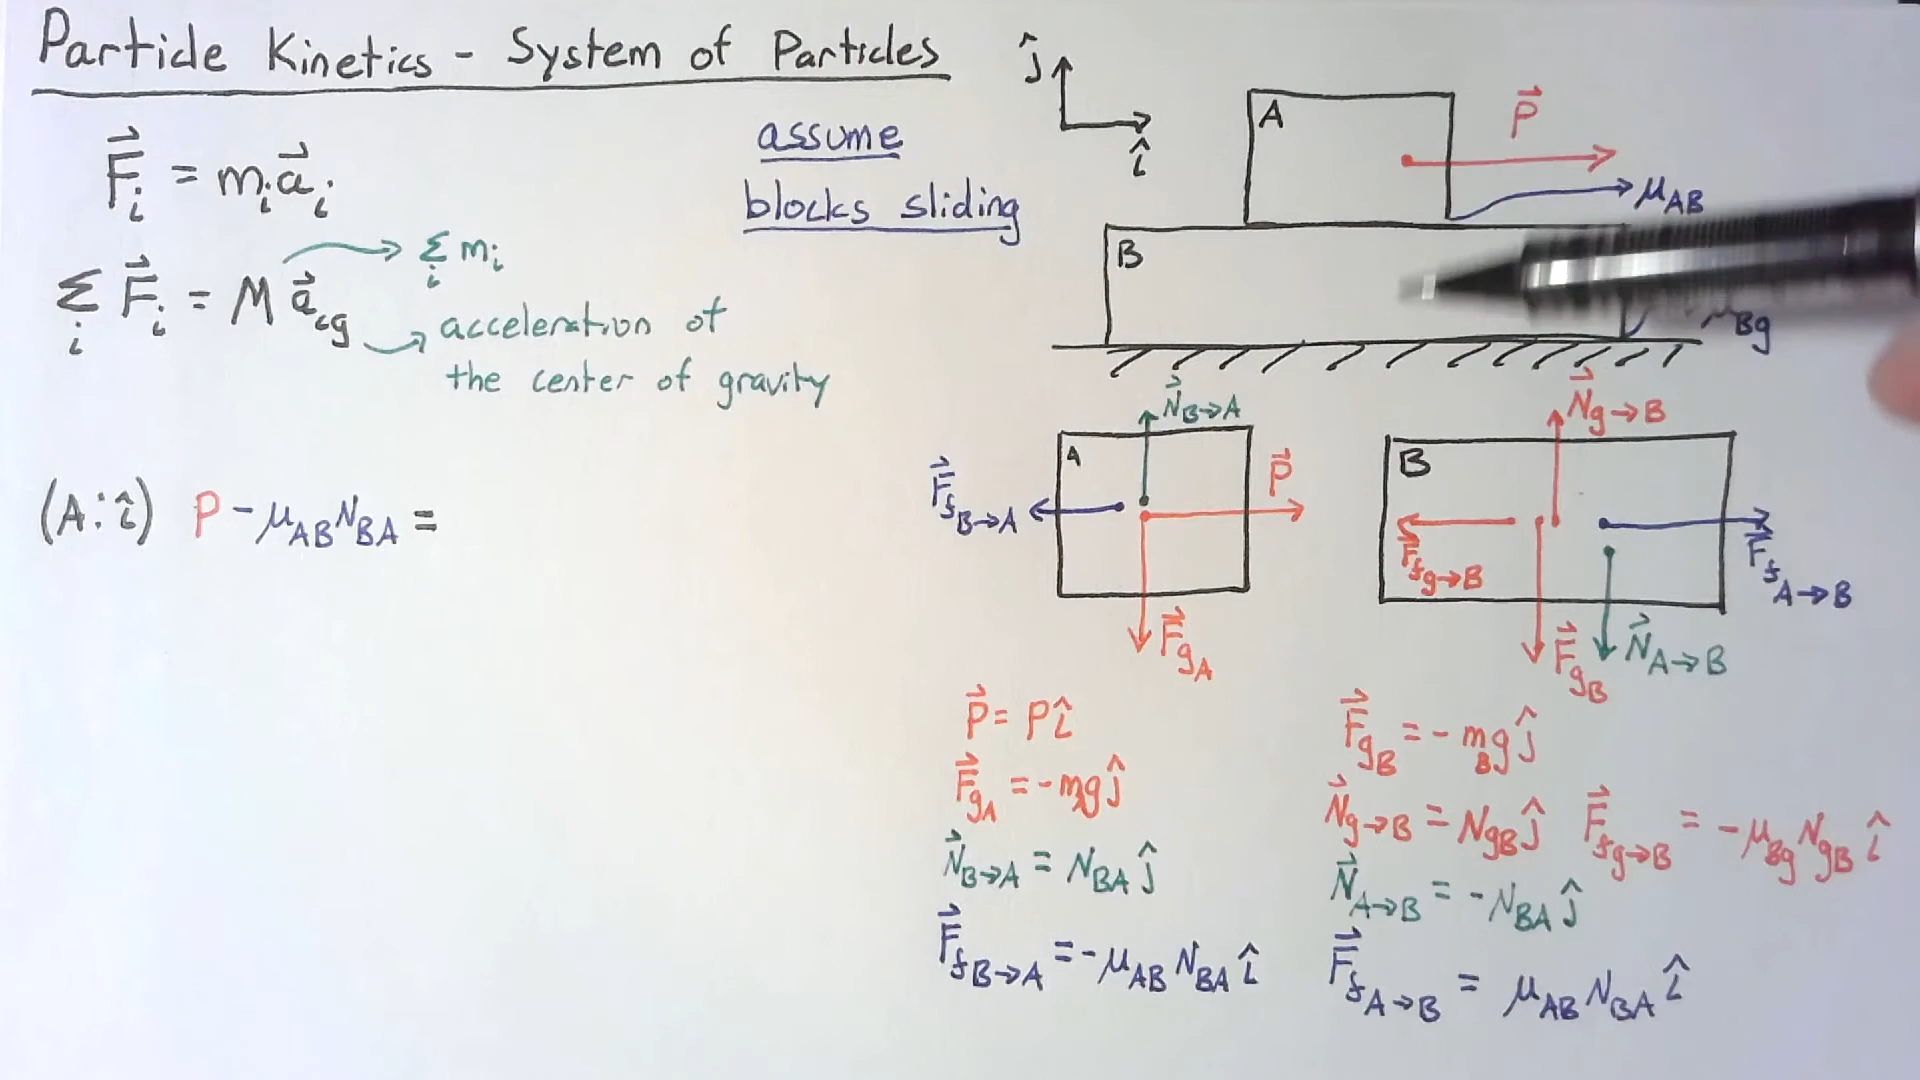 Particle Kinetics - System of Particles
F⃗ᵢ = mᵢa⃗ᵢ
Σᵢ F⃗ᵢ = M a⃗cg
Σᵢ mᵢ
acceleration of
the center of gravity
assume
blocks sliding
ĵ
î
A
P⃗
μAB
B
Bg
(A: î) P - μAB NBA =
N⃗B→A
A
F⃗fB→A
P⃗
F⃗gA
N⃗g→B
B
F⃗fg→B
F⃗fA→B
F⃗gB
N⃗A→B
P⃗ = Pî
F⃗gA = -mAgĵ
N⃗B→A = NBA ĵ
F⃗fB→A = -μAB NBA î
F⃗gB = -mBgĵ
N⃗g→B = NgB ĵ
F⃗fg→B = -μBg NgB î
N⃗A→B = -NBA ĵ
F⃗fA→B = μAB NBA î